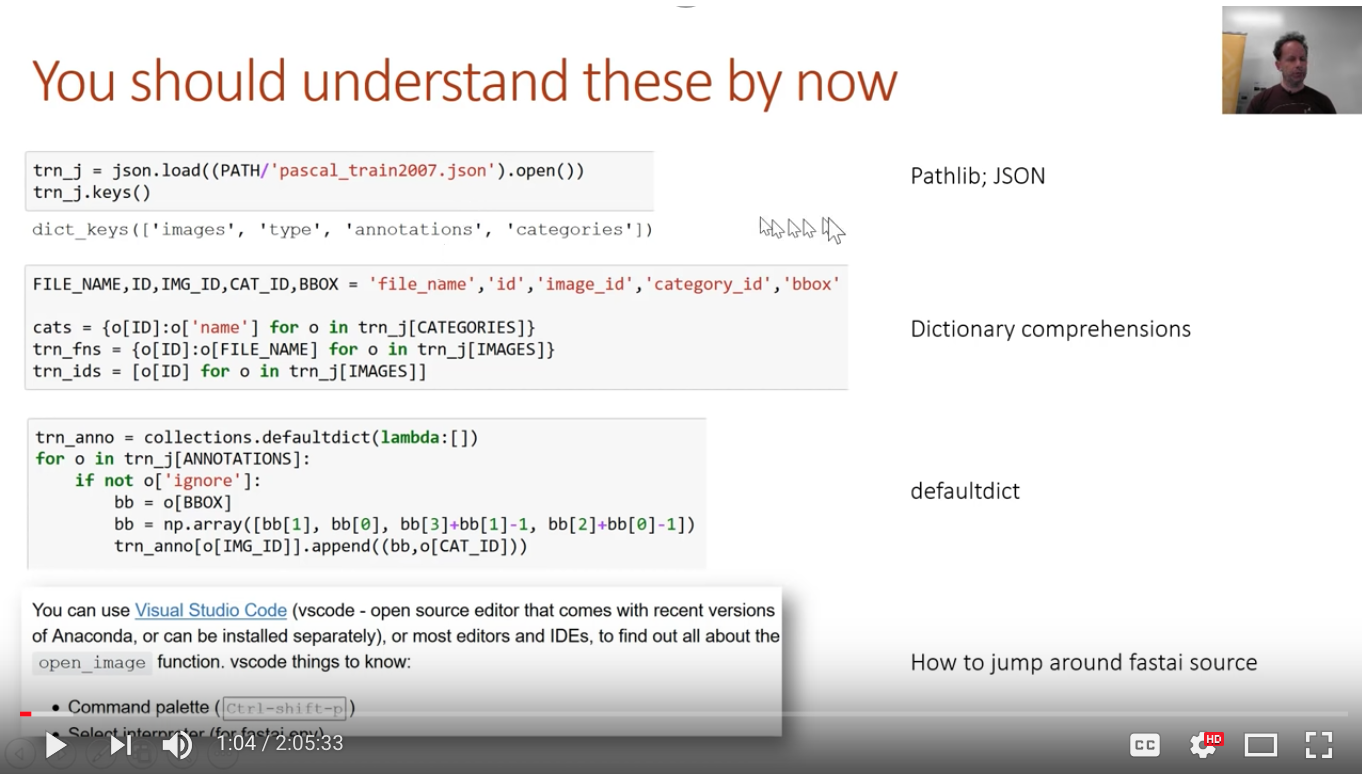 You should understand these by now
trn_j = json.load((PATH/'pascal_train2007.json').open())
trn_j.keys()
Pathlib; JSON
dict_keys(['images', 'type', 'annotations', 'categories'])
FILE_NAME,ID,IMG_ID,CAT_ID,BBOX = 'file_name','id','image_id','category_id','bbox'
cats = {o[ID]:o['name'] for o in trn_j[CATEGORIES]}
trn_fns = {o[ID]:o[FILE_NAME] for o in trn_j[IMAGES]}
trn_ids = [o[ID] for o in trn_j[IMAGES]]
Dictionary comprehensions
trn_anno = collections.defaultdict(lambda:[])
for o in trn_j[ANNOTATIONS]:
    if not o['ignore']:
        bb = o[BBOX]
        bb = np.array([bb[1], bb[0], bb[3]+bb[1]-1, bb[2]+bb[0]-1])
        trn_anno[o[IMG_ID]].append((bb,o[CAT_ID]))
defaultdict
You can use Visual Studio Code (vscode - open source editor that comes with recent versions
of Anaconda, or can be installed separately), or most editors and IDEs, to find out all about the
open_image function. vscode things to know:
How to jump around fastai source
• Command palette (Ctrl-shift-p)
• Select interpreter (for fastai env)
1:04 / 2:05:33
CC
HD